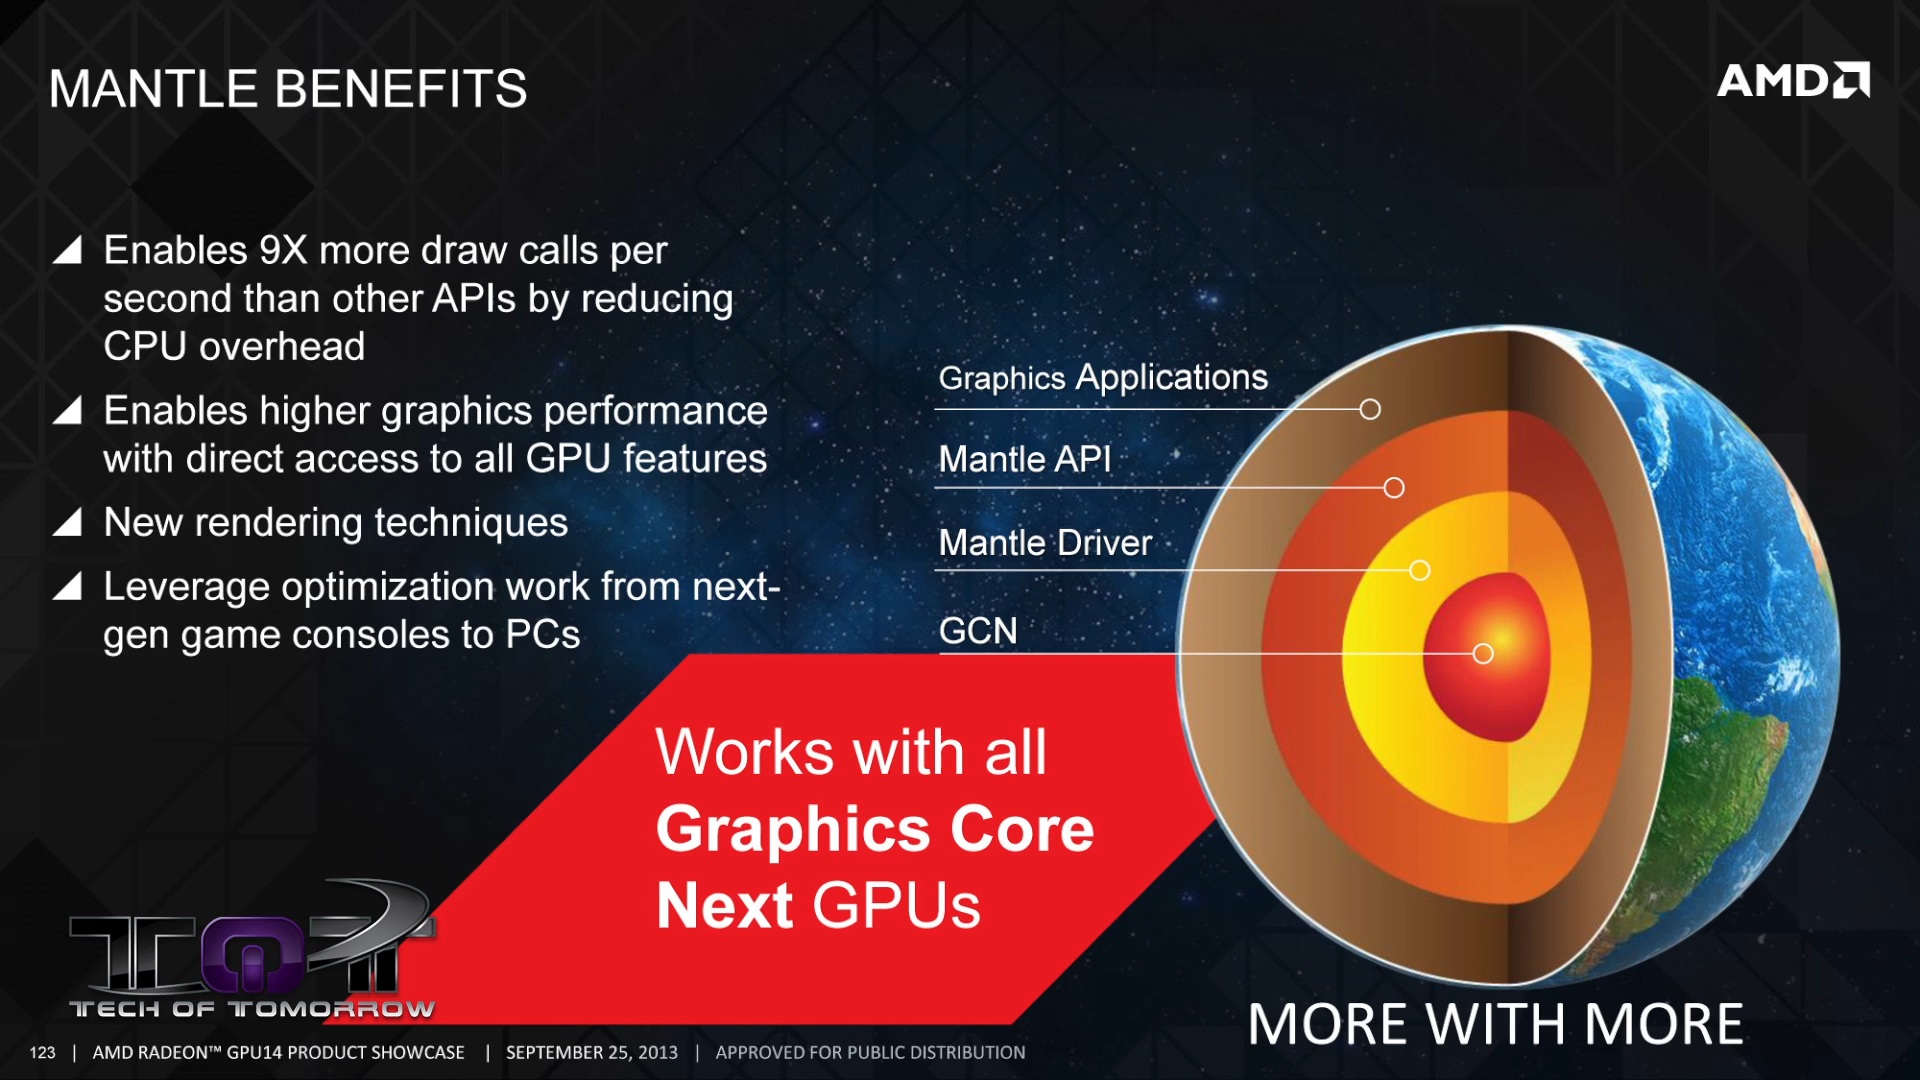 MANTLE BENEFITS
AMD
Enables 9X more draw calls per
second than other APIs by reducing
CPU overhead
Enables higher graphics performance
with direct access to all GPU features
New rendering techniques
Leverage optimization work from next-
gen game consoles to PCs
Graphics Applications
Mantle API
Mantle Driver
GCN
Works with all
Graphics Core
Next GPUs
TOT
TECH OF TOMORROW
MORE WITH MORE
123 | AMD RADEON™ GPU14 PRODUCT SHOWCASE | SEPTEMBER 25, 2013 | APPROVED FOR PUBLIC DISTRIBUTION